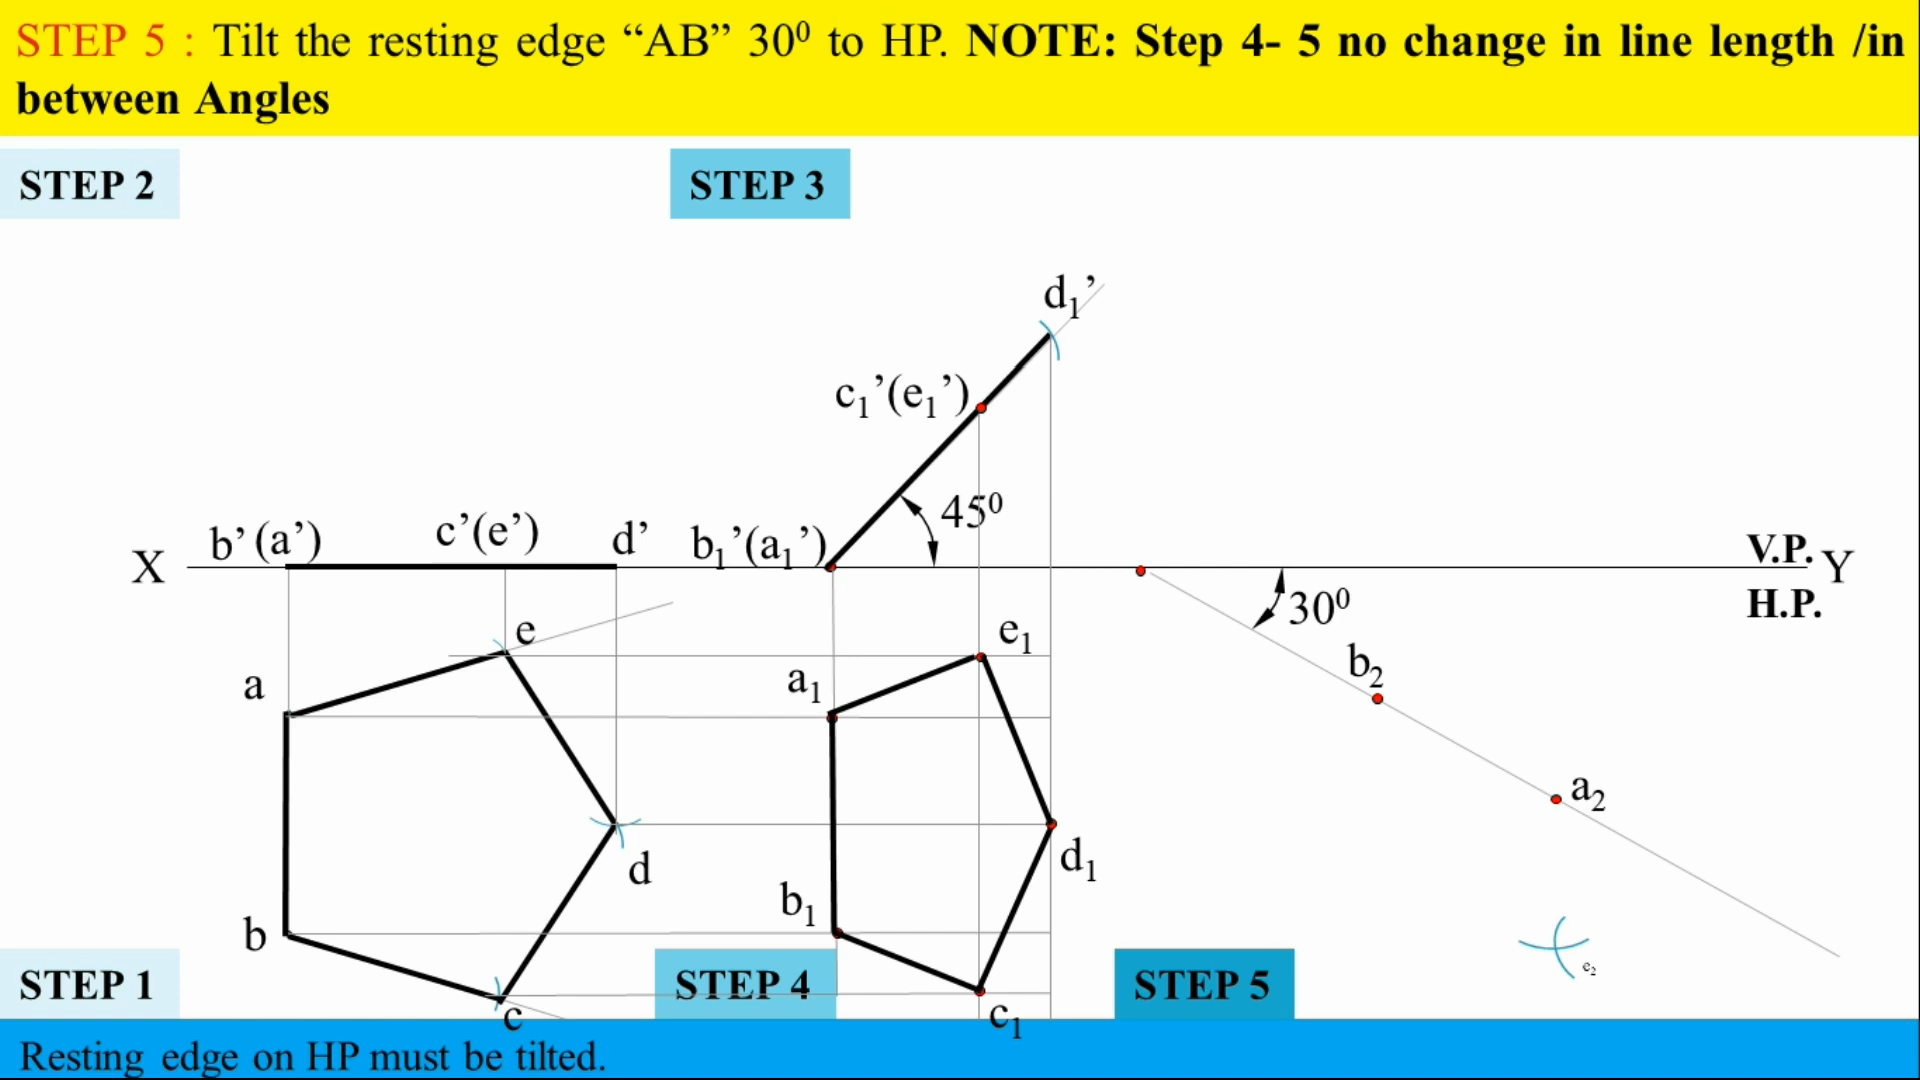 STEP 5 : Tilt the resting edge “AB” 30⁰ to HP. NOTE: Step 4- 5 no change in line length /in
between Angles
STEP 2
STEP 3
d₁’
c₁’(e₁’)
45⁰
b’ (a’)
c’(e’)
d’
b₁’(a₁’)
X
V.P.
Y
H.P.
30⁰
e
e₁
a
a₁
b₂
a₂
d
d₁
b
b₁
e₂
STEP 1
STEP 4
STEP 5
c
c₁
Resting edge on HP must be tilted.